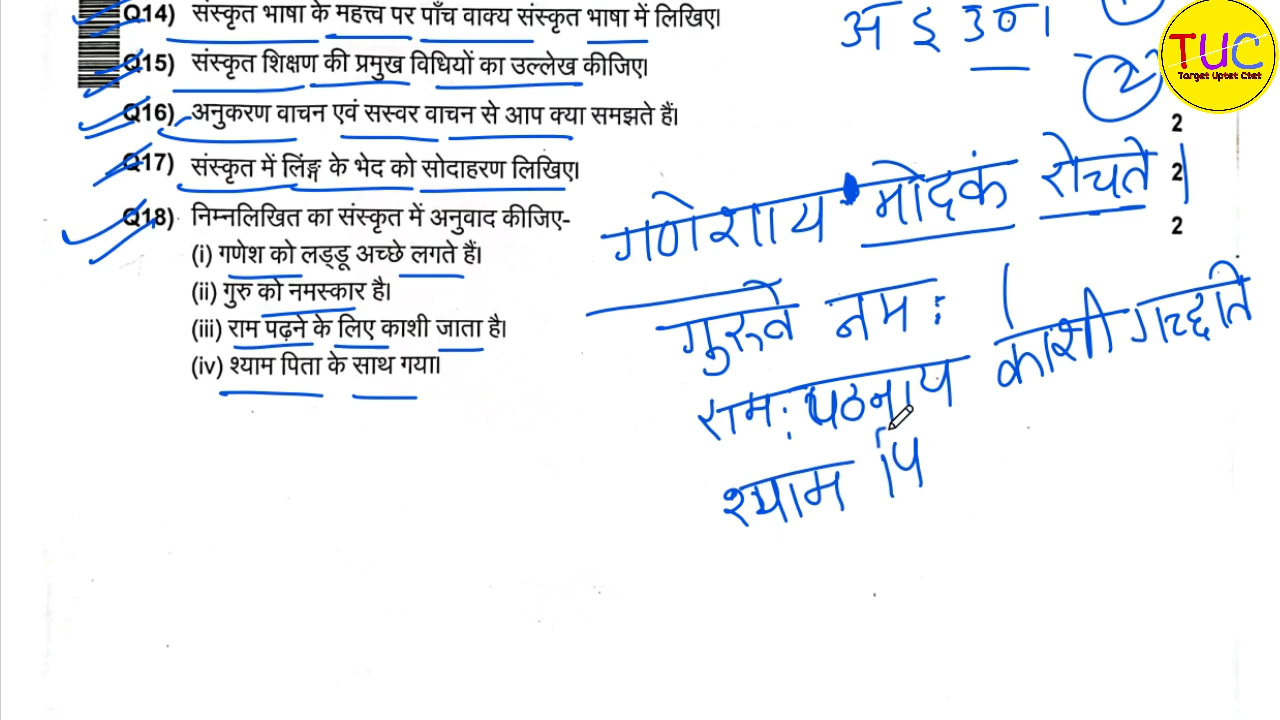 Q14) संस्कृत भाषा के महत्त्व पर पाँच वाक्य संस्कृत भाषा में लिखिए।
अ इ उ ण ।
Q15) संस्कृत शिक्षण की प्रमुख विधियों का उल्लेख कीजिए।
2
TUC
Target Uptet Ctet
Q16) अनुकरण वाचन एवं सस्वर वाचन से आप क्या समझते हैं।
2
Q17) संस्कृत में लिंङ्ग के भेद को सोदाहरण लिखिए।
2
Q18) निम्नलिखित का संस्कृत में अनुवाद कीजिए-
2
(i) गणेश को लड्डू अच्छे लगते हैं।
(ii) गुरु को नमस्कार है।
(iii) राम पढ़ने के लिए काशी जाता है।
(iv) श्याम पिता के साथ गया।
गणेशाय मोदकं रोचते ।
गुरुवे नमः ।
रामः पठनाय काशी गच्छति
श्याम पि